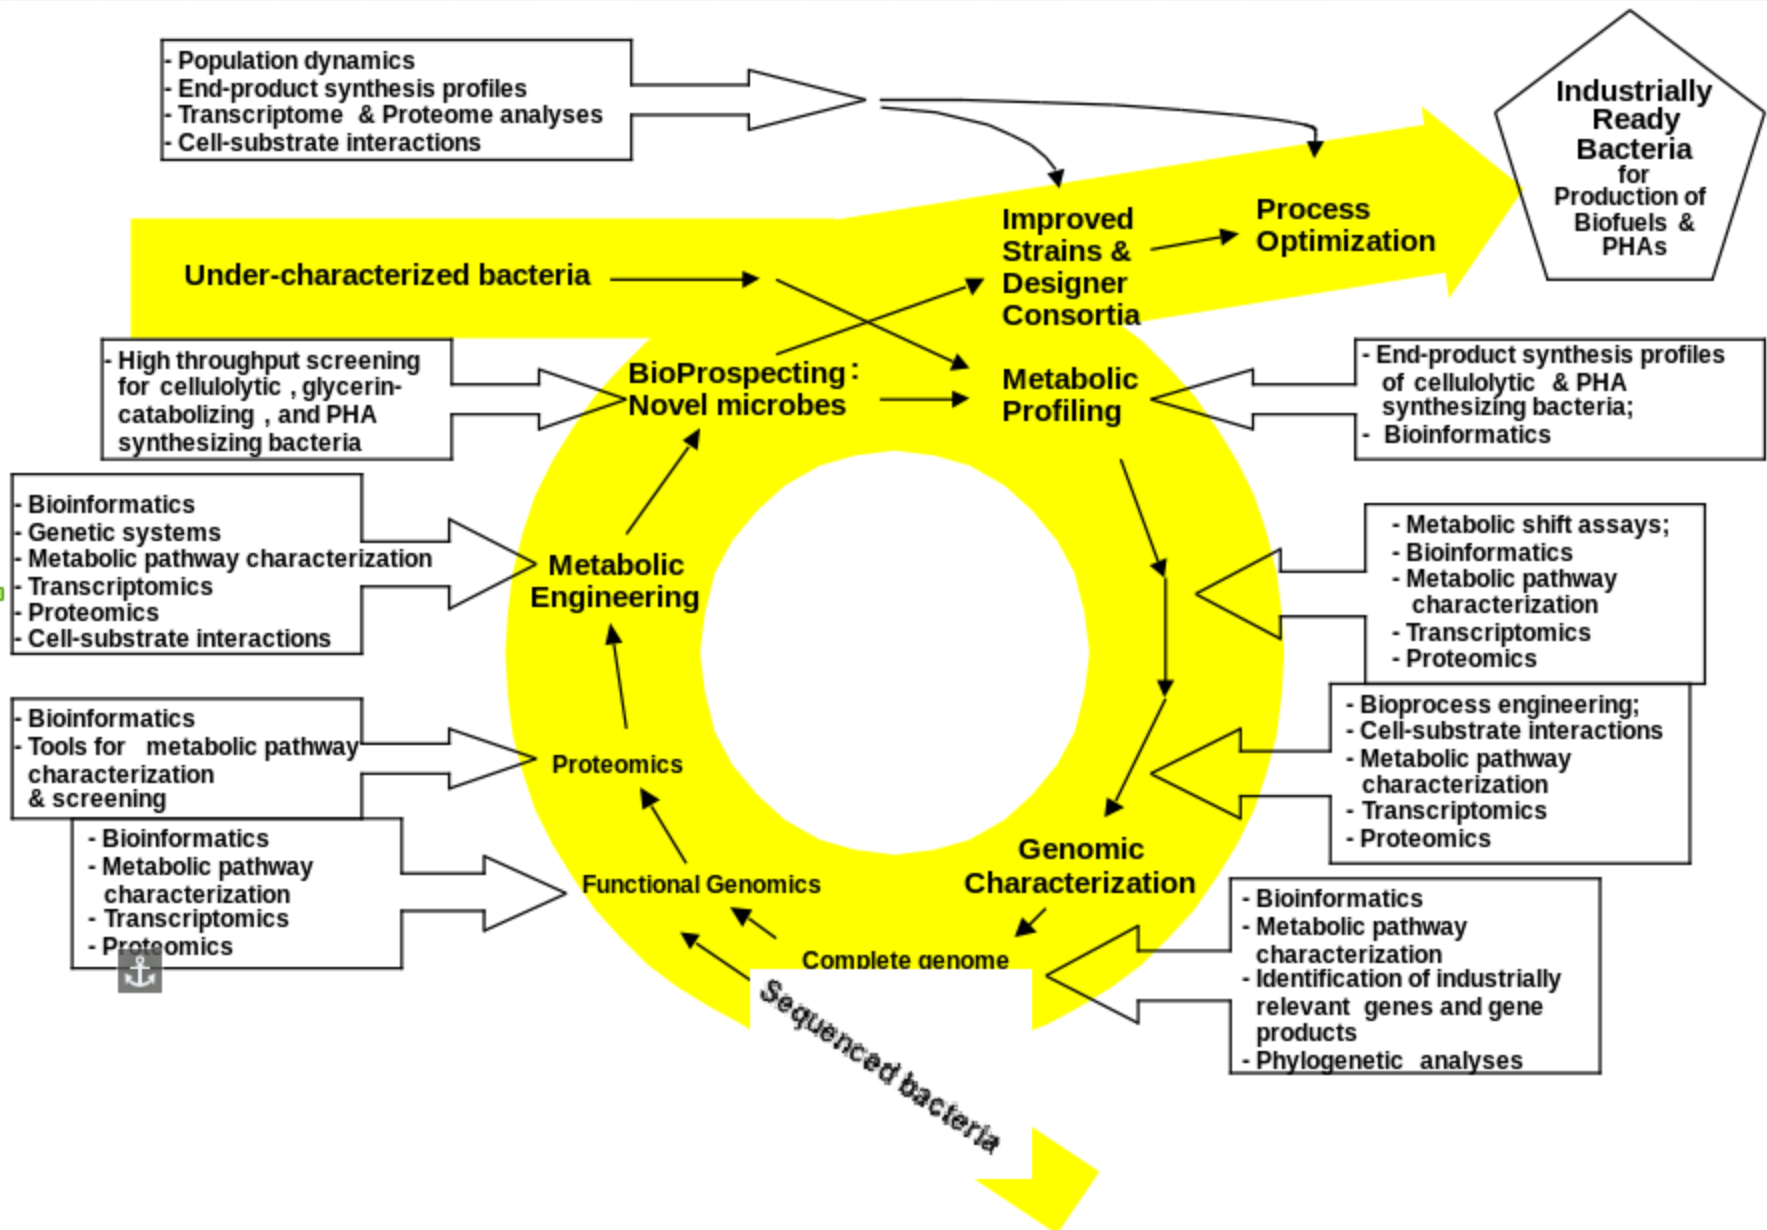 - Population dynamics
- End-product synthesis profiles
- Transcriptome & Proteome analyses
- Cell-substrate interactions
Industrially
Ready
Bacteria
for
Production of
Biofuels &
PHAs
Improved
Strains &
Designer
Consortia
Process
Optimization
Under-characterized bacteria
- High throughput screening
for cellulolytic , glycerin-
catabolizing , and PHA
synthesizing bacteria
BioProspecting:
Novel microbes
Metabolic
Profiling
- End-product synthesis profiles
of cellulolytic & PHA
synthesizing bacteria;
- Bioinformatics
- Bioinformatics
- Genetic systems
- Metabolic pathway characterization
- Transcriptomics
- Proteomics
- Cell-substrate interactions
Metabolic
Engineering
- Metabolic shift assays;
- Bioinformatics
- Metabolic pathway
characterization
- Transcriptomics
- Proteomics
- Bioinformatics
- Tools for metabolic pathway
characterization
& screening
Proteomics
- Bioprocess engineering;
- Cell-substrate interactions
- Metabolic pathway
characterization
- Transcriptomics
- Proteomics
- Bioinformatics
- Metabolic pathway
characterization
- Transcriptomics
- Proteomics
Functional Genomics
Genomic
Characterization
Complete genome
- Bioinformatics
- Metabolic pathway
characterization
- Identification of industrially
relevant genes and gene
products
- Phylogenetic analyses
Sequenced bacteria